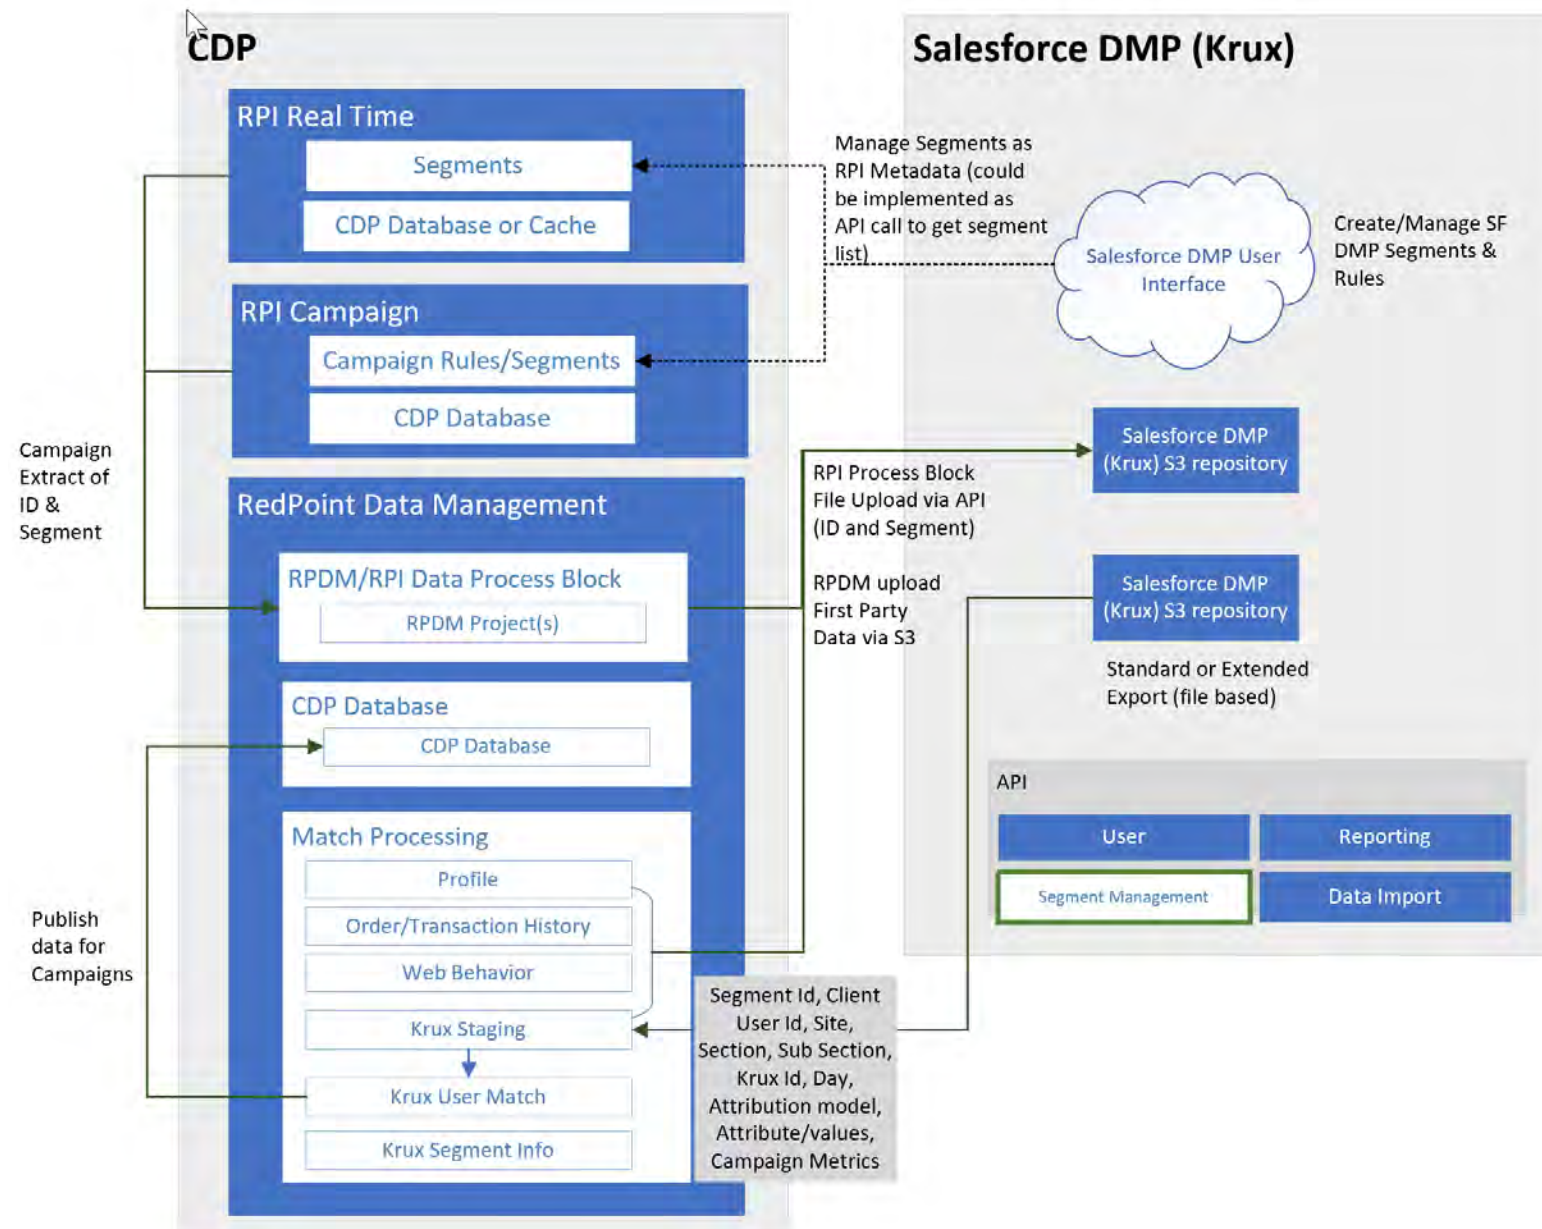 CDP
Salesforce DMP (Krux)
RPI Real Time
Segments
CDP Database or Cache
Manage Segments as
RPI Metadata (could
be implemented as
API call to get segment
list)
Salesforce DMP User
Interface
Create/Manage SF
DMP Segments &
Rules
RPI Campaign
Campaign Rules/Segments
CDP Database
Campaign
Extract of
ID &
Segment
RPI Process Block
File Upload via API
(ID and Segment)
Salesforce DMP
(Krux) S3 repository
RedPoint Data Management
RPDM/RPI Data Process Block
RPDM Project(s)
RPDM upload
First Party
Data via S3
Salesforce DMP
(Krux) S3 repository
Standard or Extended
Export (file based)
CDP Database
CDP Database
API
User
Reporting
Segment Management
Data Import
Match Processing
Profile
Order/Transaction History
Web Behavior
Krux Staging
Krux User Match
Krux Segment Info
Publish
data for
Campaigns
Segment Id, Client
User Id, Site,
Section, Sub Section,
Krux Id, Day,
Attribution model,
Attribute/values,
Campaign Metrics